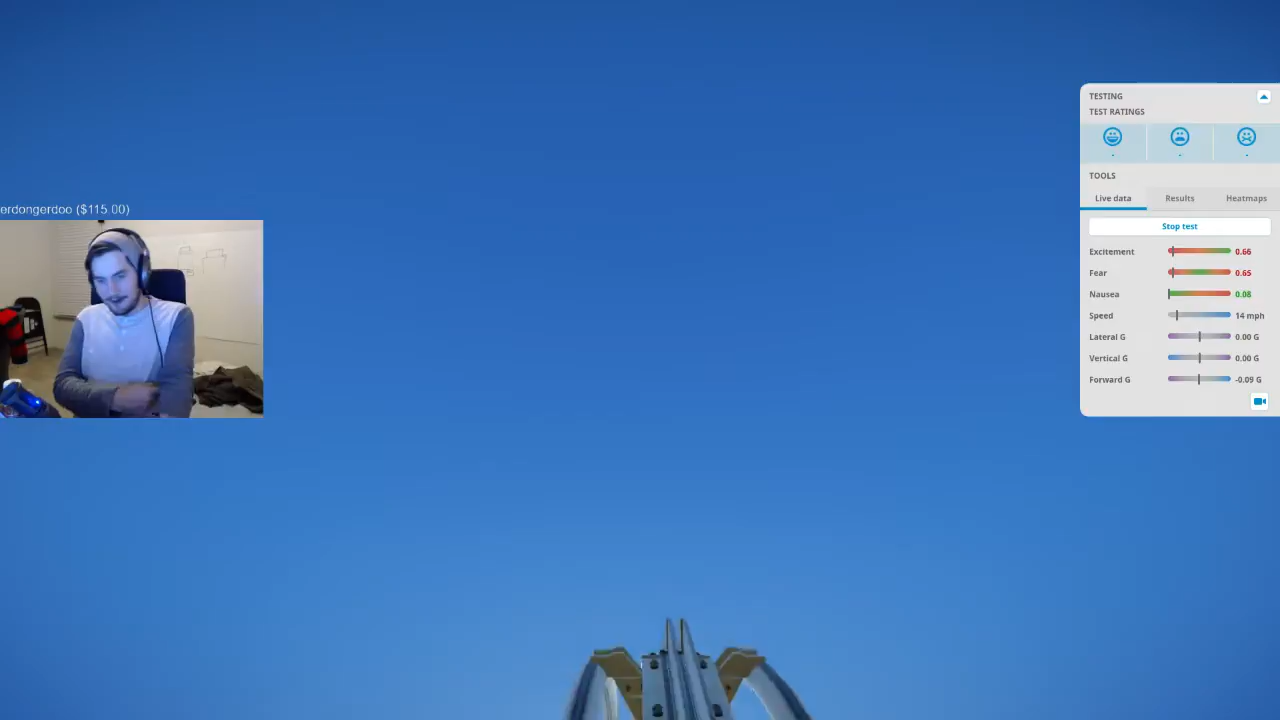 TESTING
TEST RATINGS
- - -
TOOLS
Live data Results Heatmaps
erdongerdoo ($115.00)
Stop test
Excitement 0.66
Fear 0.65
Nausea 0.08
Speed 14 mph
Lateral G 0.00 G
Vertical G 0.00 G
Forward G -0.09 G